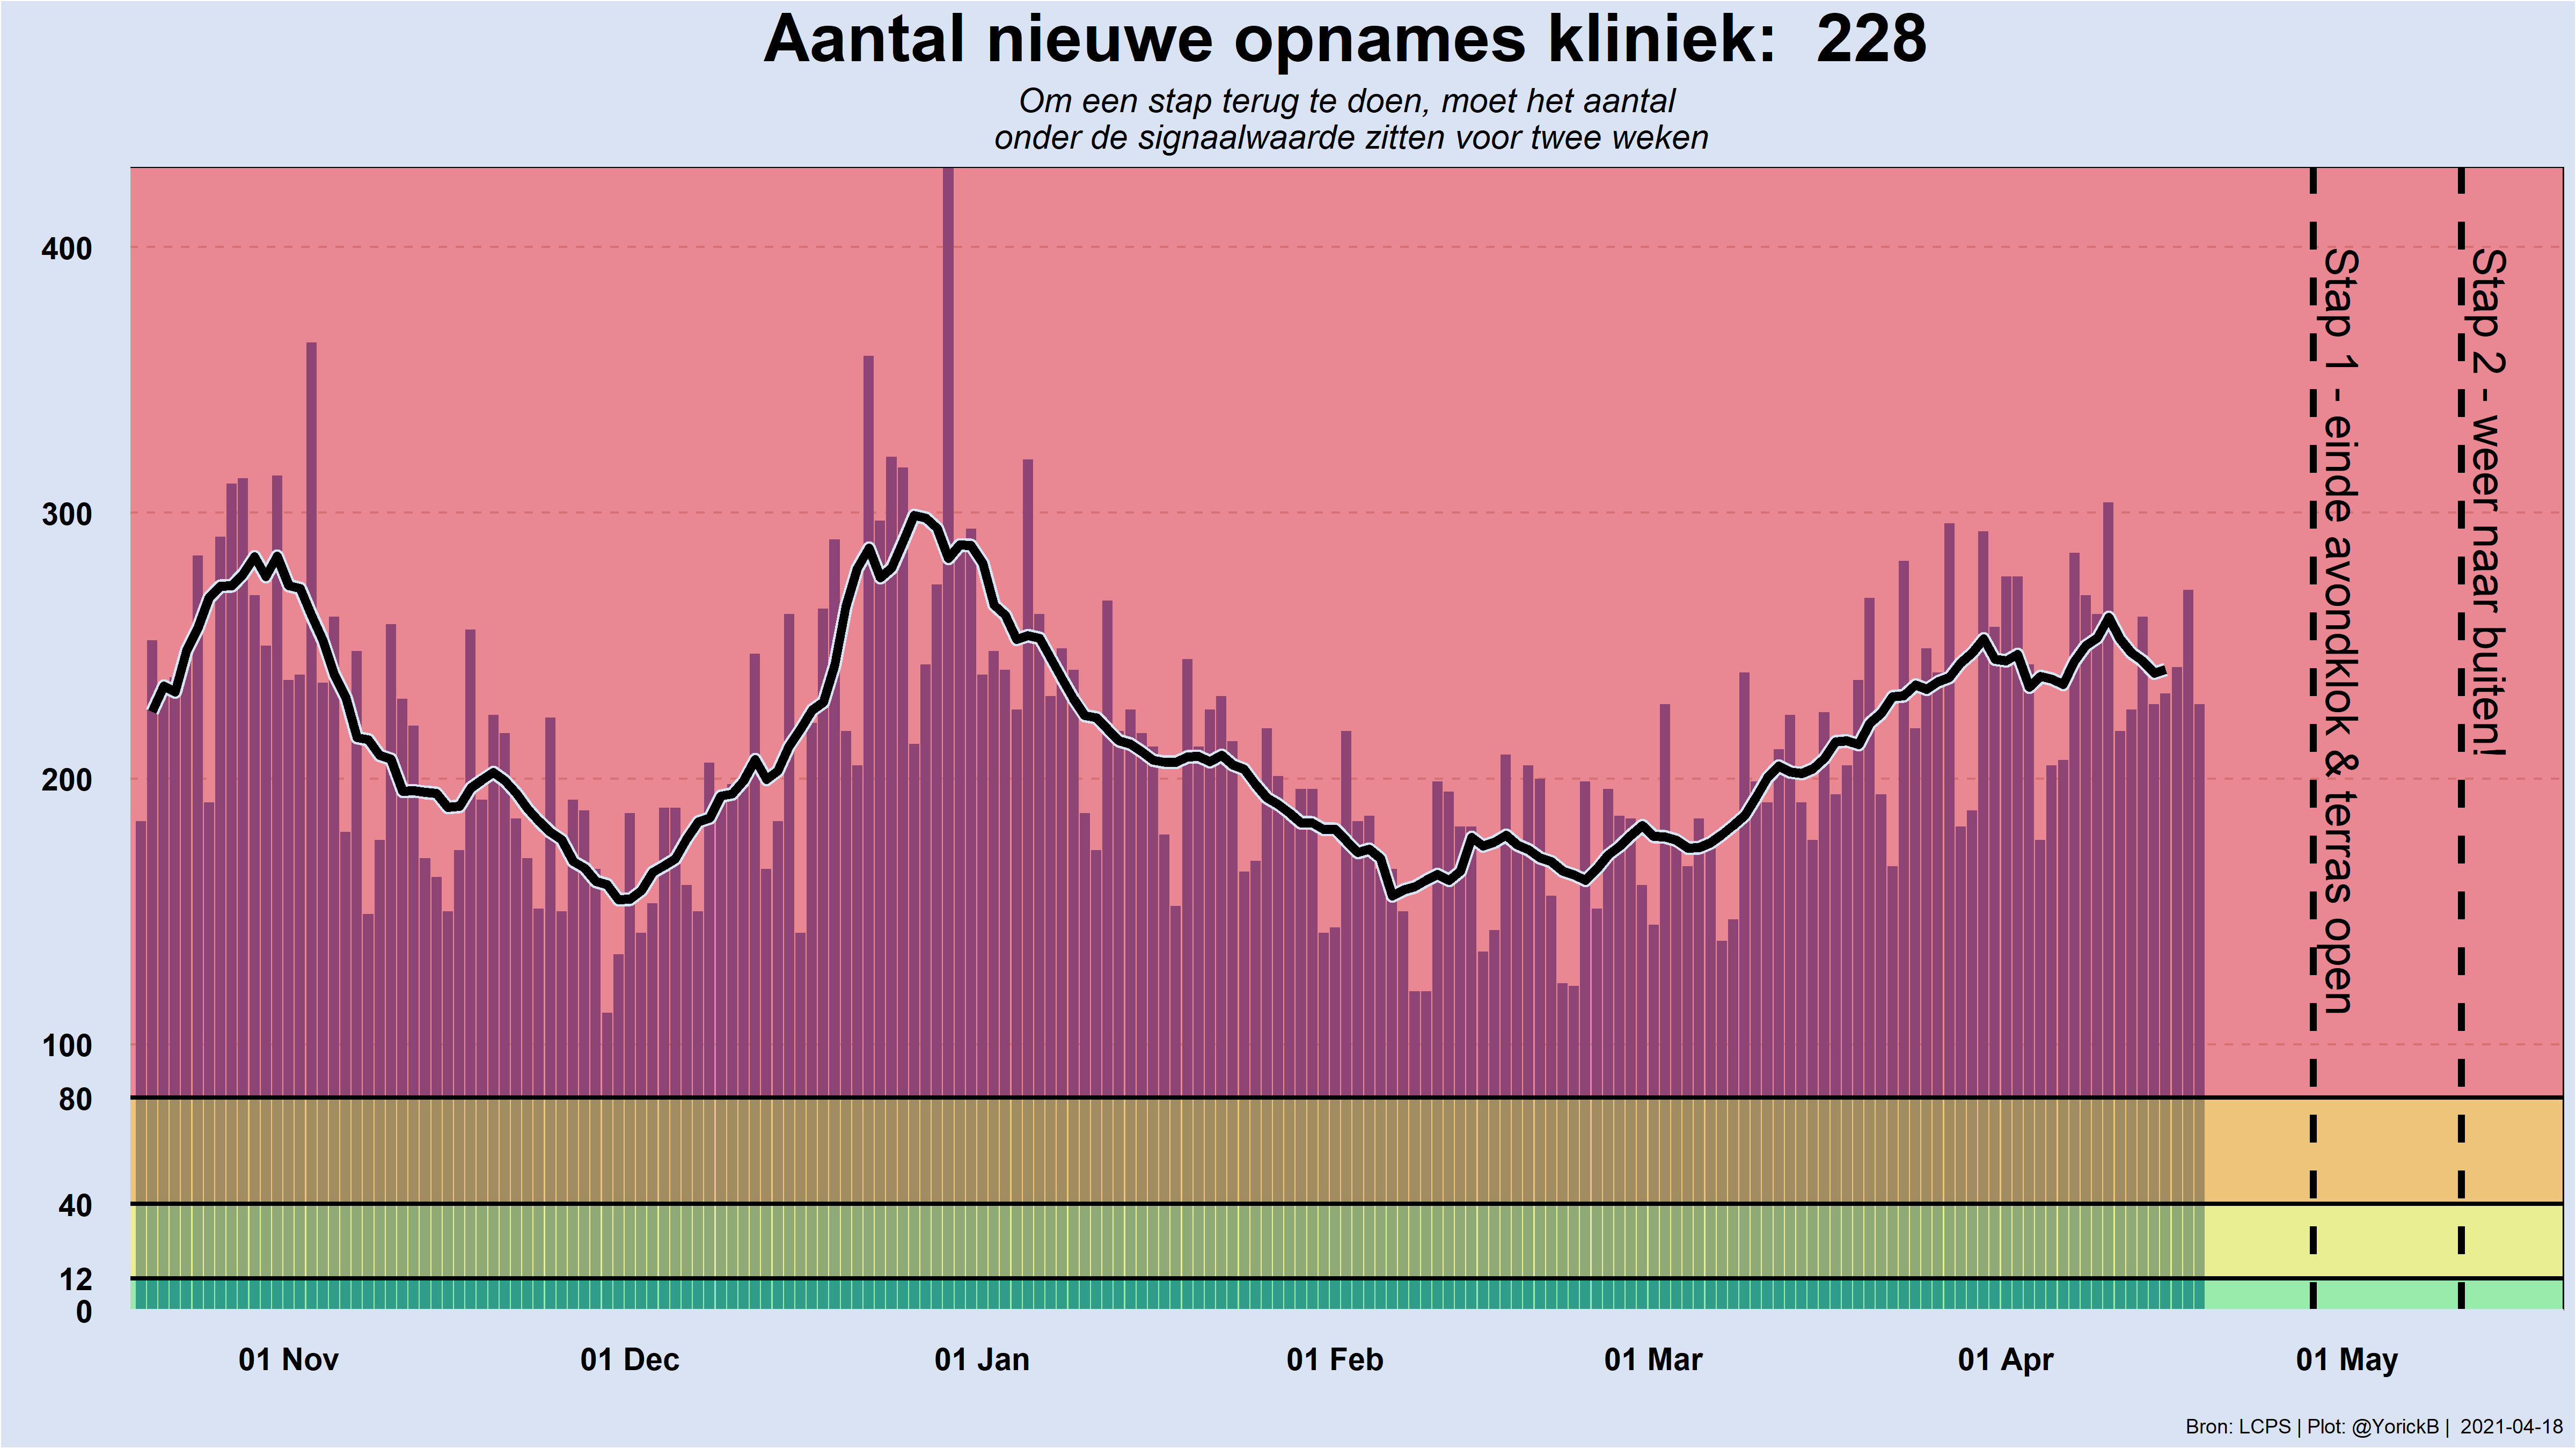 Aantal nieuwe opnames kliniek:  228
Om een stap terug te doen, moet het aantal
onder de signaalwaarde zitten voor twee weken
400
300
200
100
80
40
12
0
Stap 1 - einde avondklok & terras open
Stap 2 - weer naar buiten!
01 Nov
01 Dec
01 Jan
01 Feb
01 Mar
01 Apr
01 May
Bron: LCPS | Plot: @YorickB |  2021-04-18